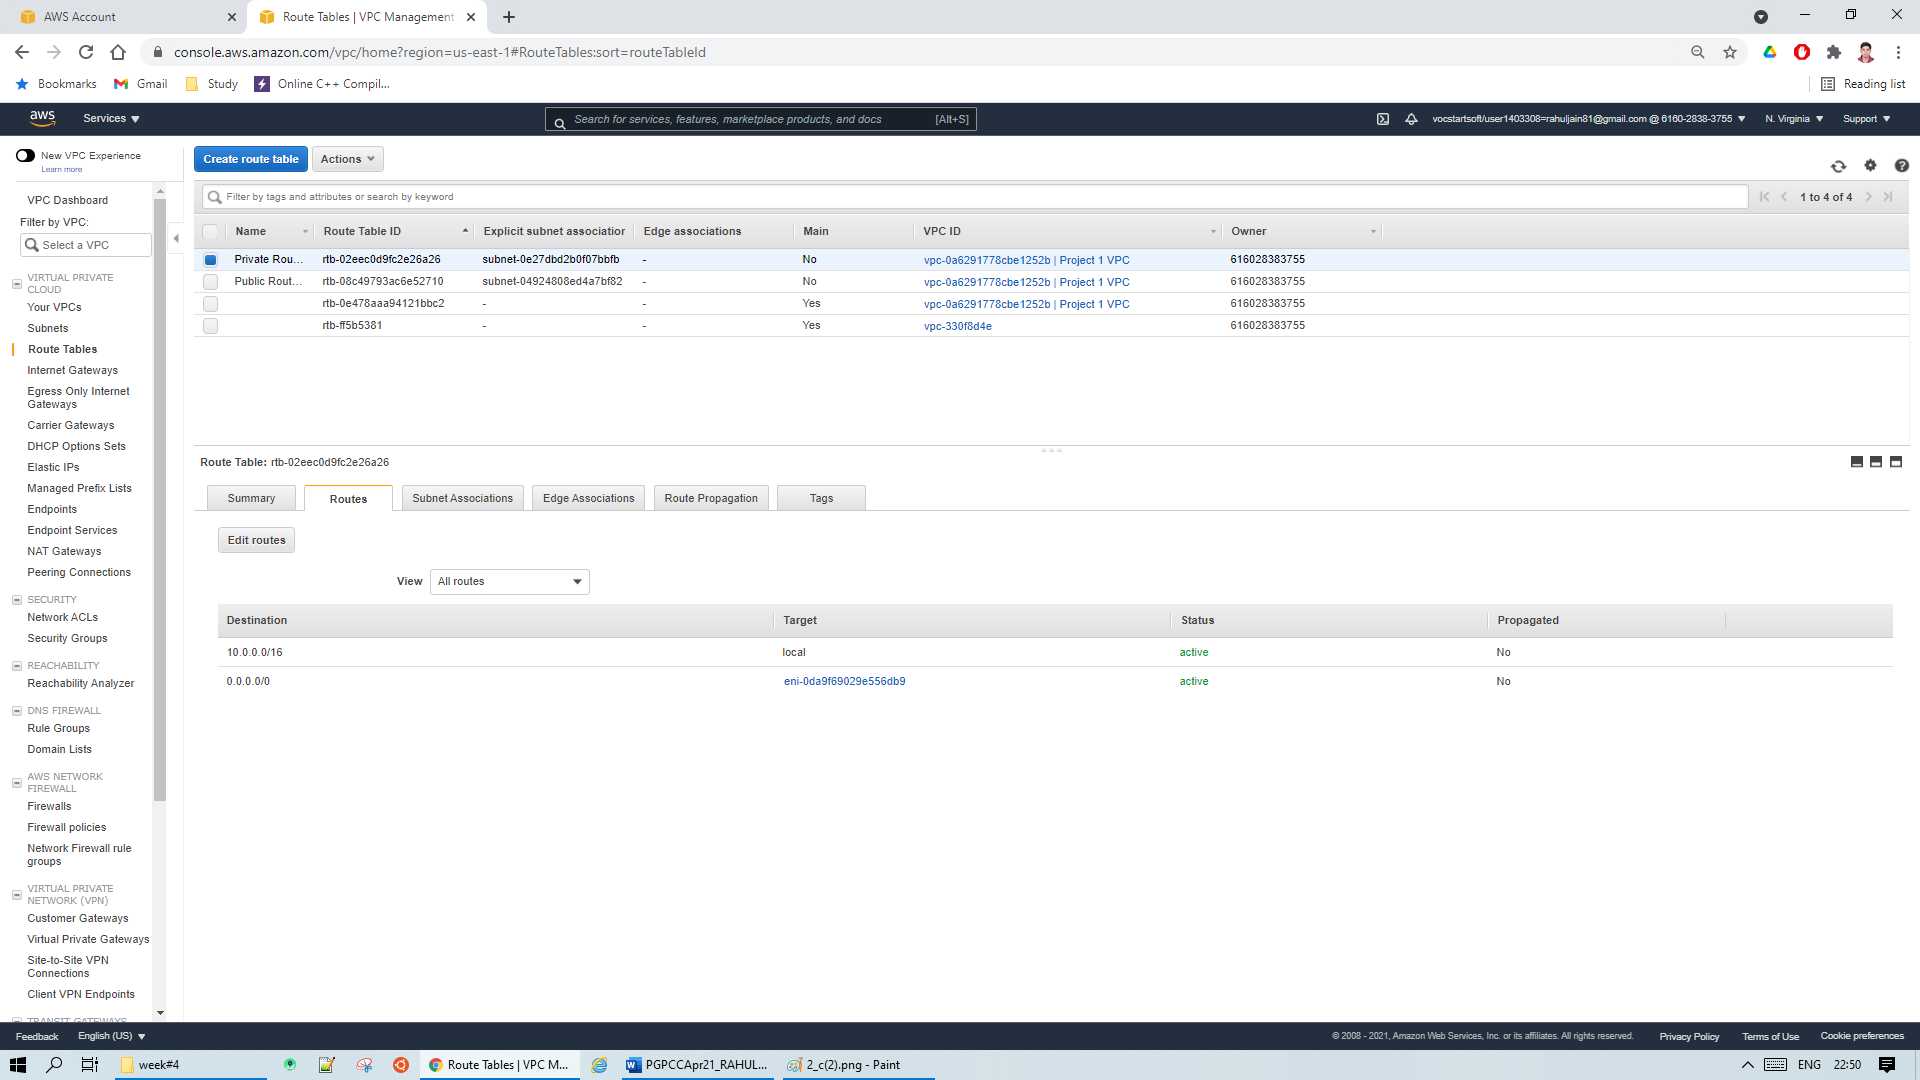 AWS Account
Route Tables | VPC Management
console.aws.amazon.com/vpc/home?region=us-east-1#RouteTables:sort=routeTableId
Bookmarks Gmail Study Online C++ Compil... Reading list
aws Services Search for services, features, marketplace products, and docs [Alt+S] vocstartsoft/user1403308=rahuljain81@gmail.com @ 6160-2838-3755 N. Virginia Support
New VPC Experience
Learn more
VPC Dashboard
Filter by VPC:
Select a VPC
VIRTUAL PRIVATE
CLOUD
Your VPCs
Subnets
Route Tables
Internet Gateways
Egress Only Internet
Gateways
Carrier Gateways
DHCP Options Sets
Elastic IPs
Managed Prefix Lists
Endpoints
Endpoint Services
NAT Gateways
Peering Connections
SECURITY
Network ACLs
Security Groups
REACHABILITY
Reachability Analyzer
DNS FIREWALL
Rule Groups
Domain Lists
AWS NETWORK
FIREWALL
Firewalls
Firewall policies
Network Firewall rule
groups
VIRTUAL PRIVATE
NETWORK (VPN)
Customer Gateways
Virtual Private Gateways
Site-to-Site VPN
Connections
Client VPN Endpoints
TRANSIT GATEWAYS
Create route table Actions
Filter by tags and attributes or search by keyword 1 to 4 of 4
Name Route Table ID Explicit subnet association Edge associations Main VPC ID Owner
Private Rou... rtb-02eec0d9fc2e26a26 subnet-0e27dbd2b0f07bbfb - No vpc-0a6291778cbe1252b | Project 1 VPC 616028383755
Public Rout... rtb-08c49793ac6e52710 subnet-04924808ed4a7bf82 - No vpc-0a6291778cbe1252b | Project 1 VPC 616028383755
rtb-0e478aaa94121bbc2 - - Yes vpc-0a6291778cbe1252b | Project 1 VPC 616028383755
rtb-ff5b5381 - - Yes vpc-330f8d4e 616028383755
Route Table: rtb-02eec0d9fc2e26a26
Summary Routes Subnet Associations Edge Associations Route Propagation Tags
Edit routes
View All routes
Destination Target Status Propagated
10.0.0.0/16 local active No
0.0.0.0/0 eni-0da9f69029e556db9 active No
Feedback English (US) © 2008 - 2021, Amazon Web Services, Inc. or its affiliates. All rights reserved. Privacy Policy Terms of Use Cookie preferences
week#4 Route Tables | VPC M... PGPCCApr21_RAHUL... 2_c(2).png - Paint ENG 22:50